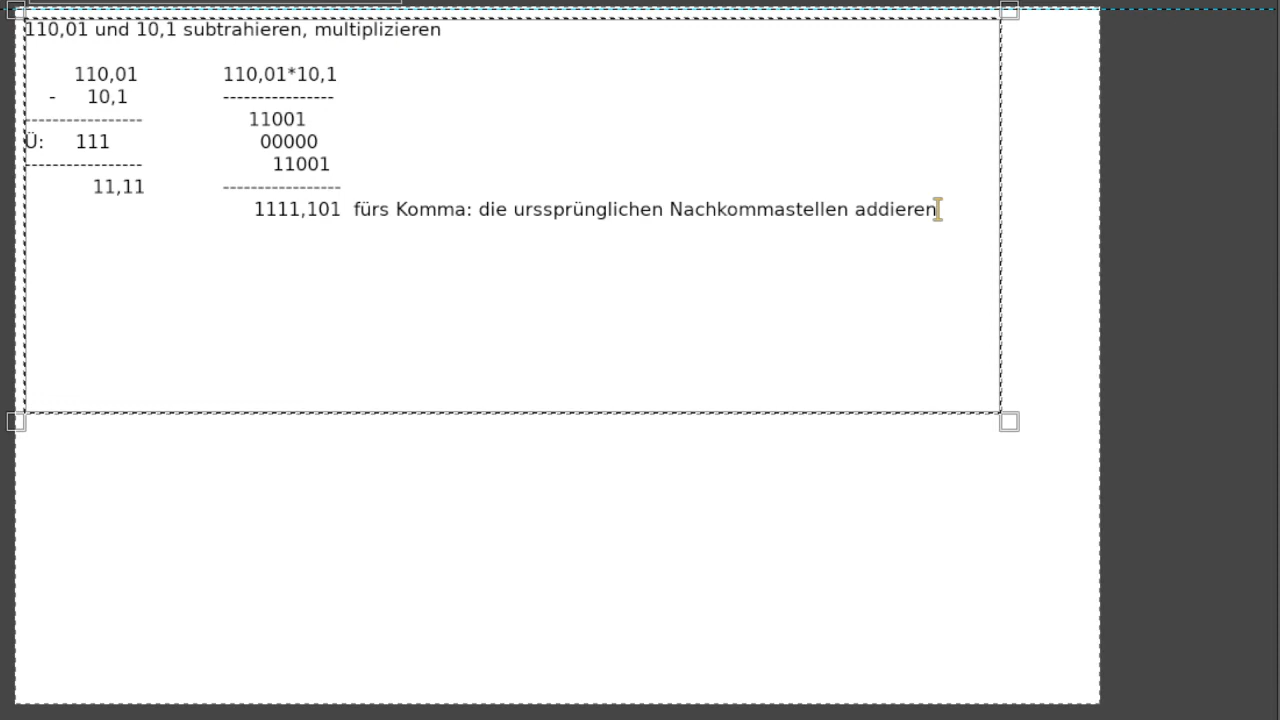 110,01 und 10,1 subtrahieren, multiplizieren
110,01 110,01*10,1
- 10,1 ----------------
----------------- 11001
Ü: 111 00000
----------------- 11001
11,11 -----------------
1111,101 fürs Komma: die urssprünglichen Nachkommastellen addieren